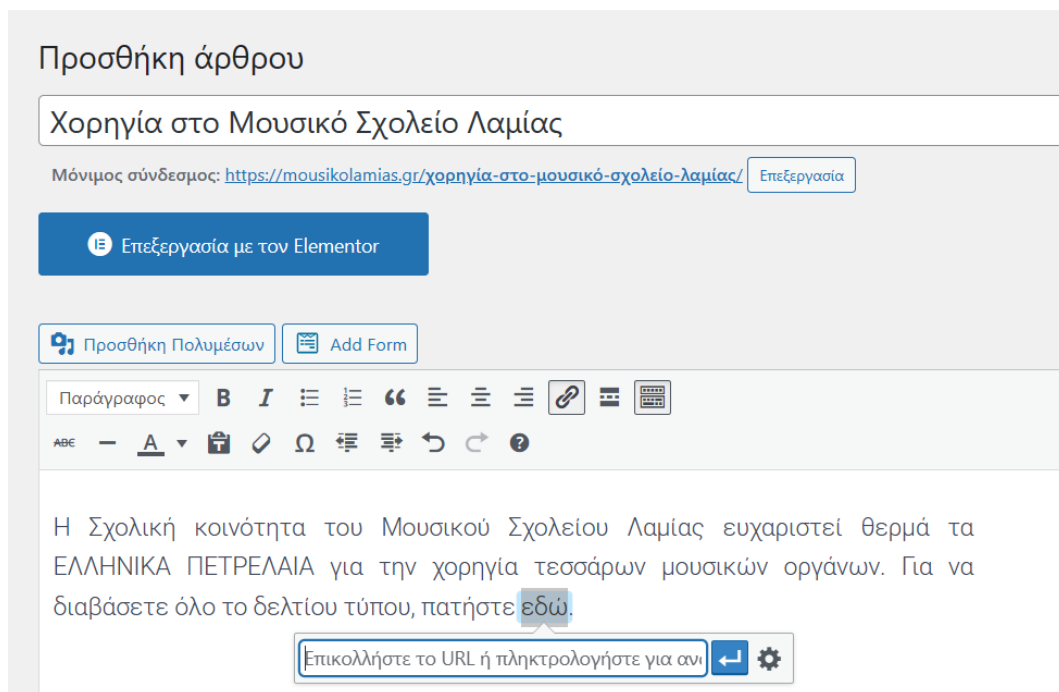 Προσθήκη άρθρου
Χορηγία στο Μουσικό Σχολείο Λαμίας
Μόνιμος σύνδεσμος: https://mousikolamias.gr/χορηγία-στο-μουσικό-σχολείο-λαμίας/ Επεξεργασία
Επεξεργασία με τον Elementor
Προσθήκη Πολυμέσων Add Form
Παράγραφος B I
ABC A Ω
Η Σχολική κοινότητα του Μουσικού Σχολείου Λαμίας ευχαριστεί θερμά τα
ΕΛΛΗΝΙΚΑ ΠΕΤΡΕΛΑΙΑ για την χορηγία τεσσάρων μουσικών οργάνων. Για να
διαβάσετε όλο το δελτίου τύπου, πατήστε εδώ.
Επικολλήστε το URL ή πληκτρολογήστε για